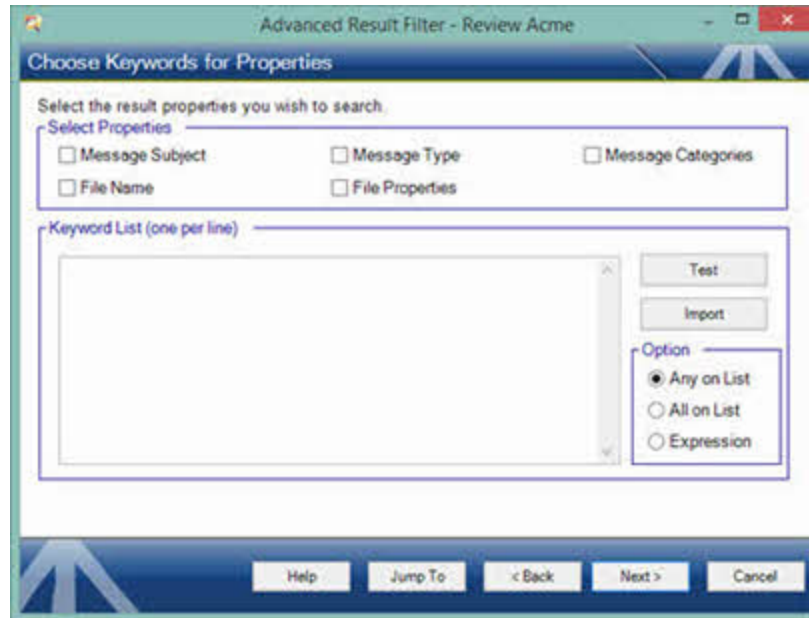 Advanced Result Filter - Review Acme
Choose Keywords for Properties
Select the result properties you wish to search
Select Properties
Message Subject Message Type Message Categories
File Name File Properties
Keyword List (one per line)
Test
Import
Option
Any on List
All on List
Expression
Help Jump To < Back Next > Cancel